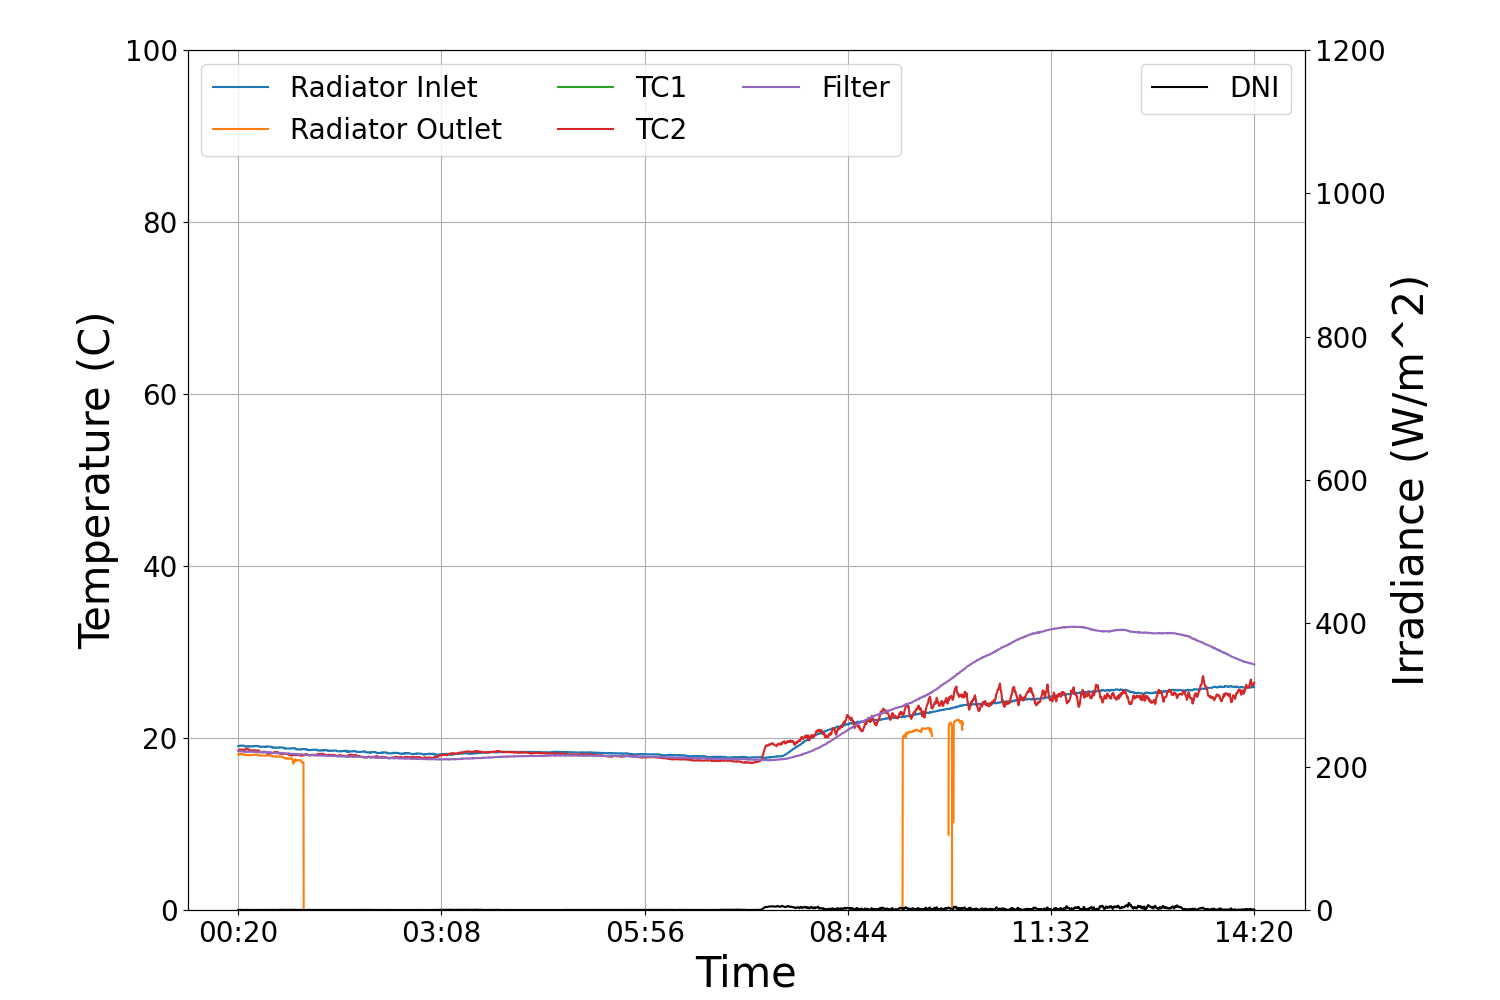 100
80
60
40
20
0
Temperature (C)
Radiator Inlet
Radiator Outlet
TC1
TC2
Filter
DNI
1200
1000
800
600
400
200
0
Irradiance (W/m^2)
00:20 03:08 05:56 08:44 11:32 14:20
Time